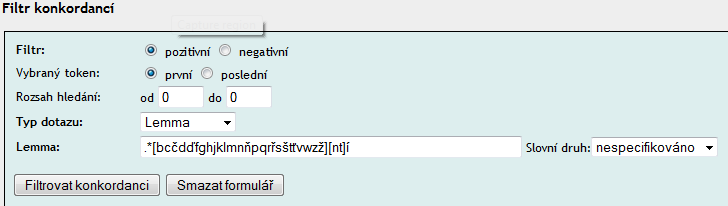 Filtr konkordancí
Filtr: pozitivní negativní
Vybraný token: první poslední
Rozsah hledání: od 0 do 0
Typ dotazu: Lemma
Lemma: .*[bcčdďfghjklmnňpqrřsštťvwzž][nt]í Slovní druh: nespecifikováno
Filtrovat konkordanci Smazat formulář